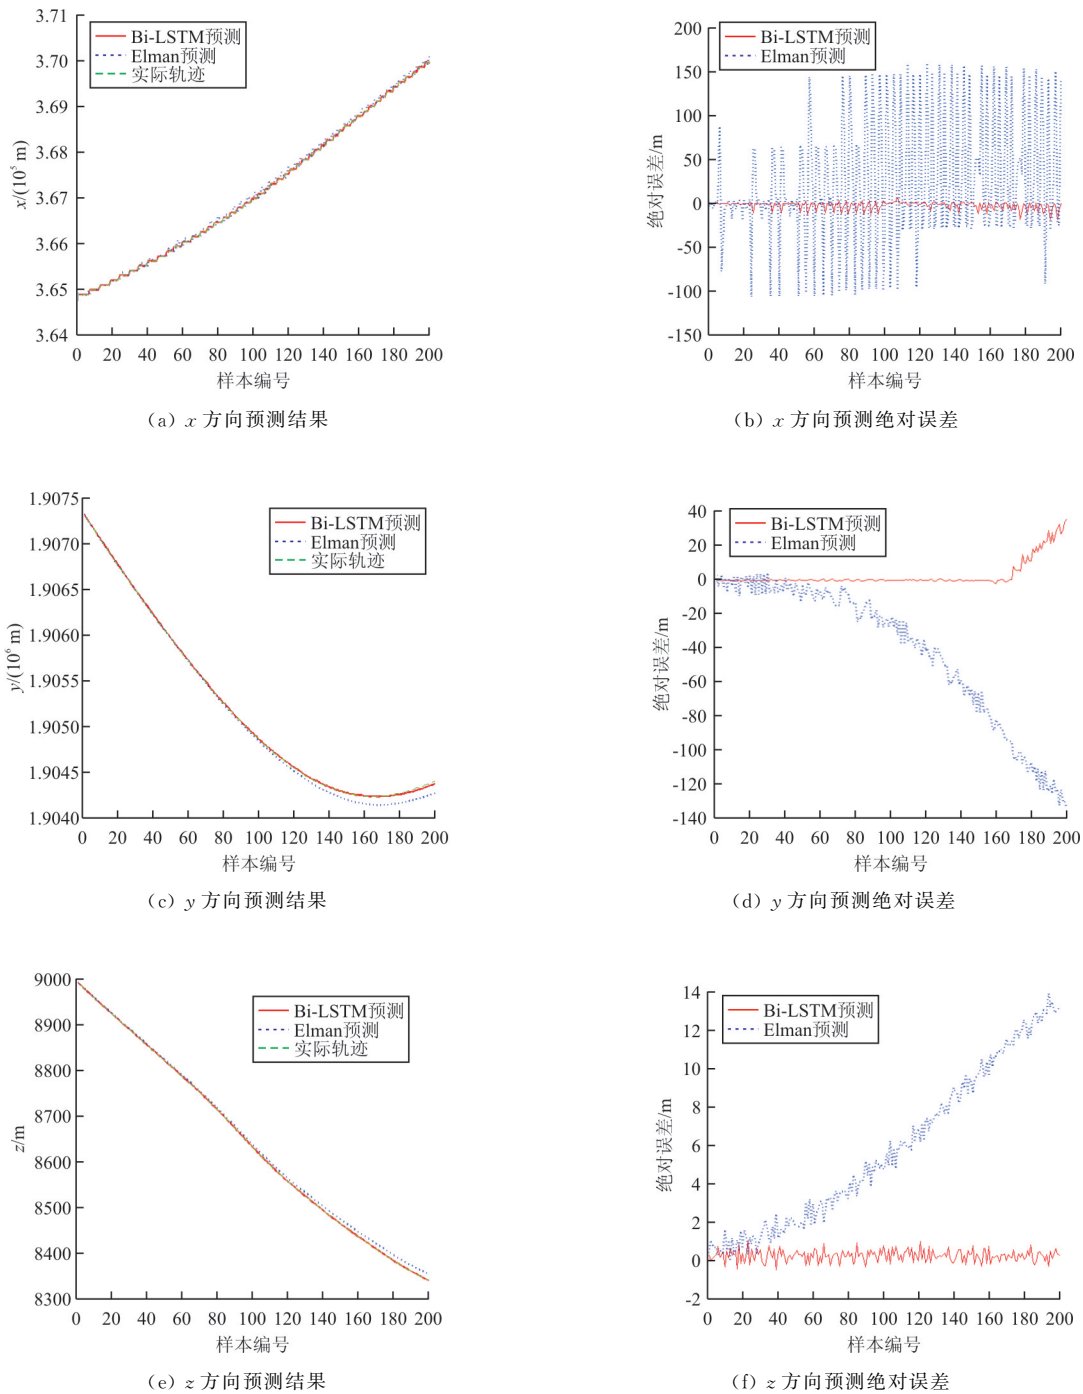 3.71
3.70
3.69
3.68
3.67
3.66
3.65
3.64
x/(10⁵ m)
Bi-LSTM预测
Elman预测
实际轨迹
0 20 40 60 80 100 120 140 160 180 200
样本编号
(a) x 方向预测结果
200
150
100
50
0
-50
-100
-150
绝对误差/m
Bi-LSTM预测
Elman预测
0 20 40 60 80 100 120 140 160 180 200
样本编号
(b) x 方向预测绝对误差
1.9075
1.9070
1.9065
1.9060
1.9055
1.9050
1.9045
1.9040
y/(10⁶ m)
Bi-LSTM预测
Elman预测
实际轨迹
0 20 40 60 80 100 120 140 160 180 200
样本编号
(c) y 方向预测结果
40
20
0
-20
-40
-60
-80
-100
-120
-140
绝对误差/m
Bi-LSTM预测
Elman预测
0 20 40 60 80 100 120 140 160 180 200
样本编号
(d) y 方向预测绝对误差
9000
8900
8800
8700
8600
8500
8400
8300
z/m
Bi-LSTM预测
Elman预测
实际轨迹
0 20 40 60 80 100 120 140 160 180 200
样本编号
(e) z 方向预测结果
14
12
10
8
6
4
2
0
-2
绝对误差/m
Bi-LSTM预测
Elman预测
0 20 40 60 80 100 120 140 160 180 200
样本编号
(f) z 方向预测绝对误差